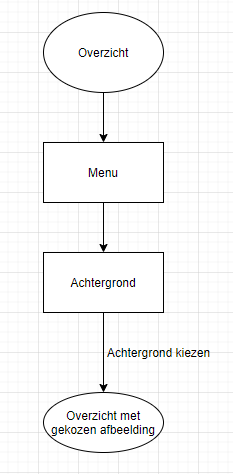 Overzicht
Menu
Achtergrond
Achtergrond kiezen
Overzicht met
gekozen afbeelding